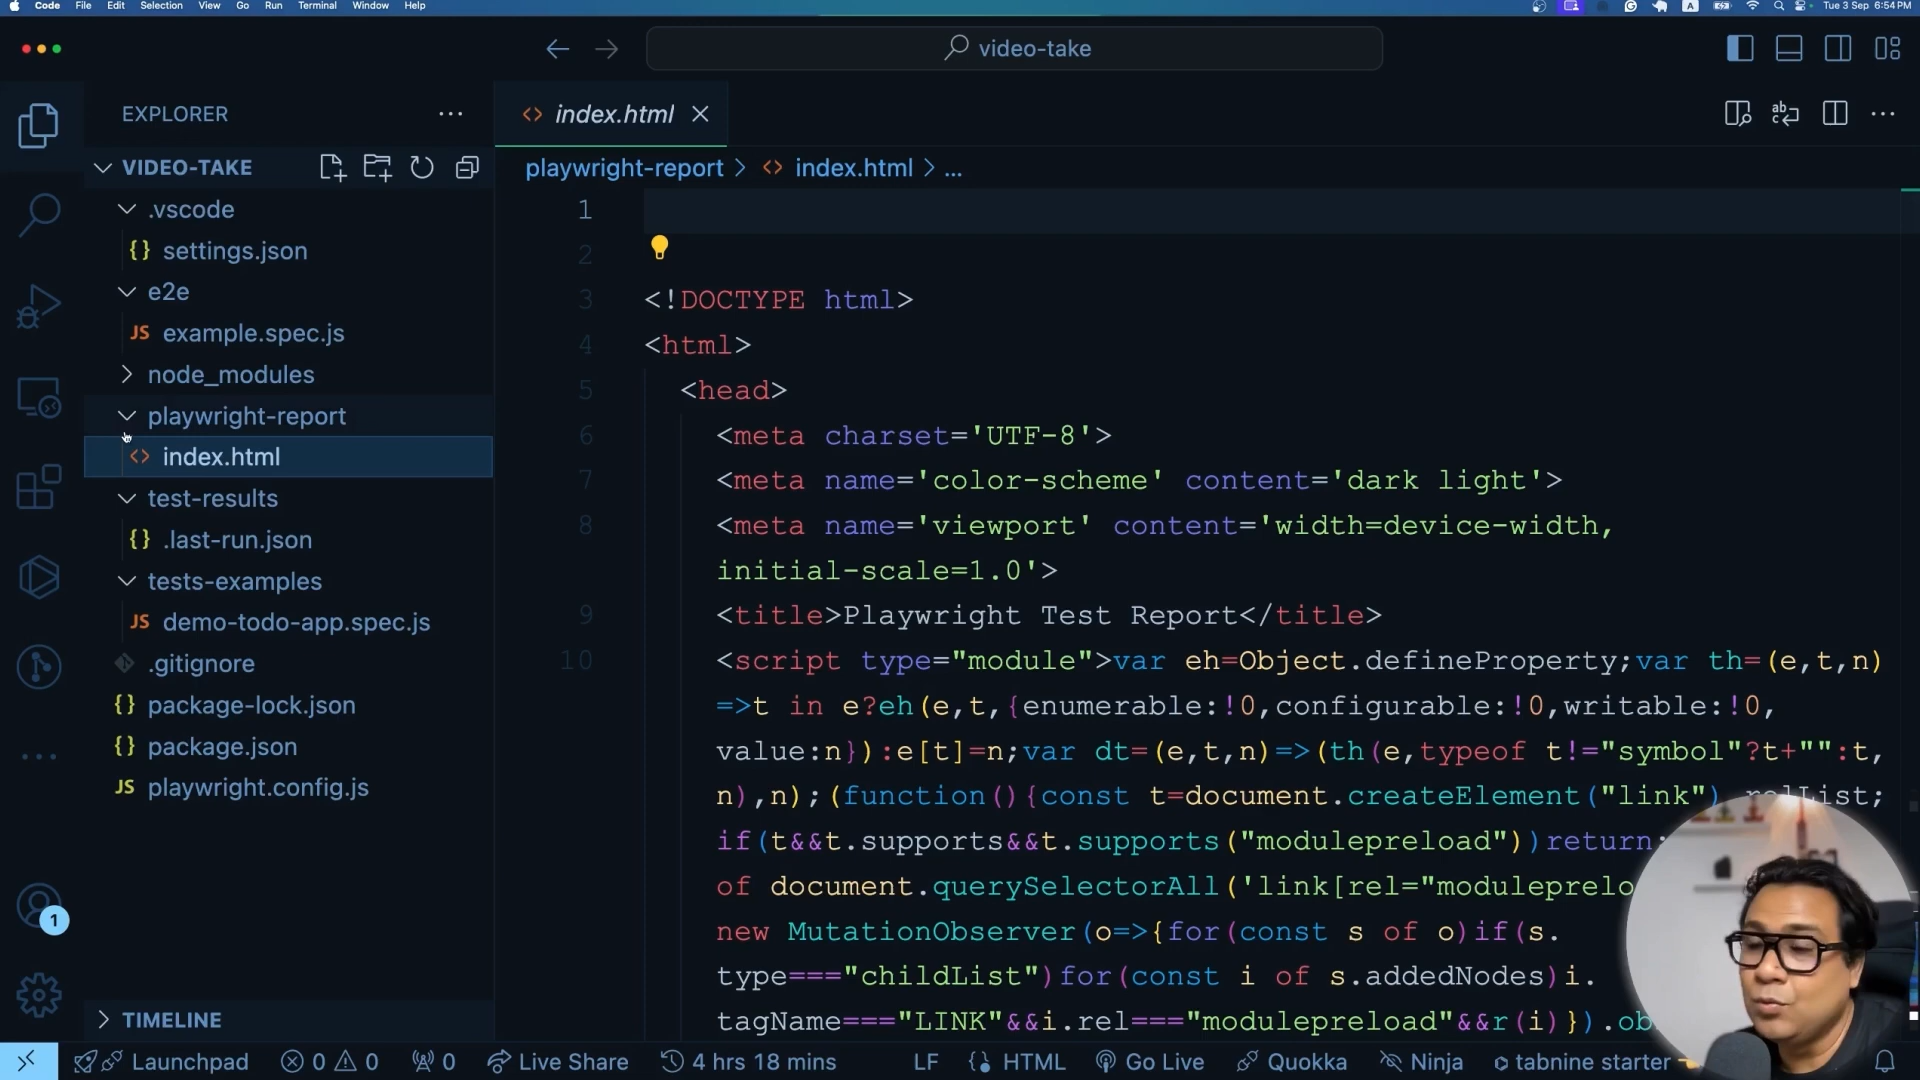 Code File Edit Selection View Go Run Terminal Window Help
A
Tue 3 Sep 6:54 PM
video-take
EXPLORER
index.html
VIDEO-TAKE
playwright-report > index.html > ...
.vscode
settings.json
e2e
JS example.spec.js
node_modules
playwright-report
index.html
test-results
.last-run.json
tests-examples
JS demo-todo-app.spec.js
.gitignore
package-lock.json
package.json
JS playwright.config.js
TIMELINE
1
1
2
3 <!DOCTYPE html>
4 <html>
5 <head>
6 <meta charset='UTF-8'>
7 <meta name='color-scheme' content='dark light'>
8 <meta name='viewport' content='width=device-width,
initial-scale=1.0'>
9 <title>Playwright Test Report</title>
10 <script type="module">var eh=Object.defineProperty;var th=(e,t,n)
=>t in e?eh(e,t,{enumerable:!0,configurable:!0,writable:!0,
value:n}):e[t]=n;var dt=(e,t,n)=>(th(e,typeof t!="symbol"?t+"":t,
n),n);(function(){const t=document.createElement("link").relList;
if(t&&t.supports&&t.supports("modulepreload"))return;
of document.querySelectorAll('link[rel="moduleprelo
new MutationObserver(o=>{for(const s of o)if(s.
type==="childList")for(const i of s.addedNodes)i.
tagName==="LINK"&&i.rel==="modulepreload"&&r(i)}).ob
Launchpad 0 0 0 Live Share 4 hrs 18 mins LF HTML Go Live Quokka Ninja tabnine starter